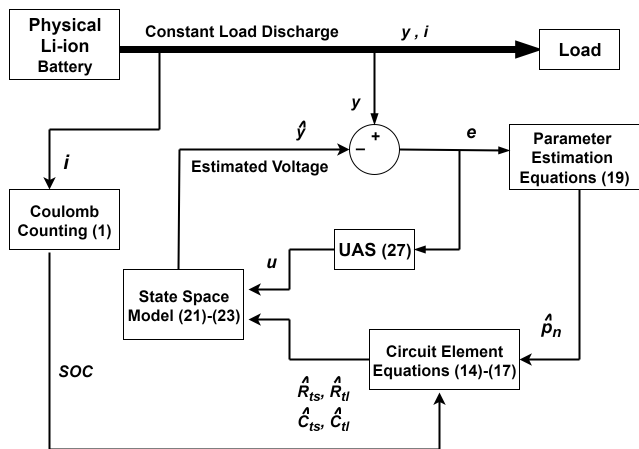 Physical
Li-ion
Battery
Constant Load Discharge
y , i
Load
y
+
−
ŷ
Estimated Voltage
e
Parameter
Estimation
Equations (19)
i
Coulomb
Counting (1)
UAS (27)
u
State Space
Model (21)-(23)
p̂ₙ
SOC
Circuit Element
Equations (14)-(17)
R̂ts, R̂tl
Ĉts, Ĉtl